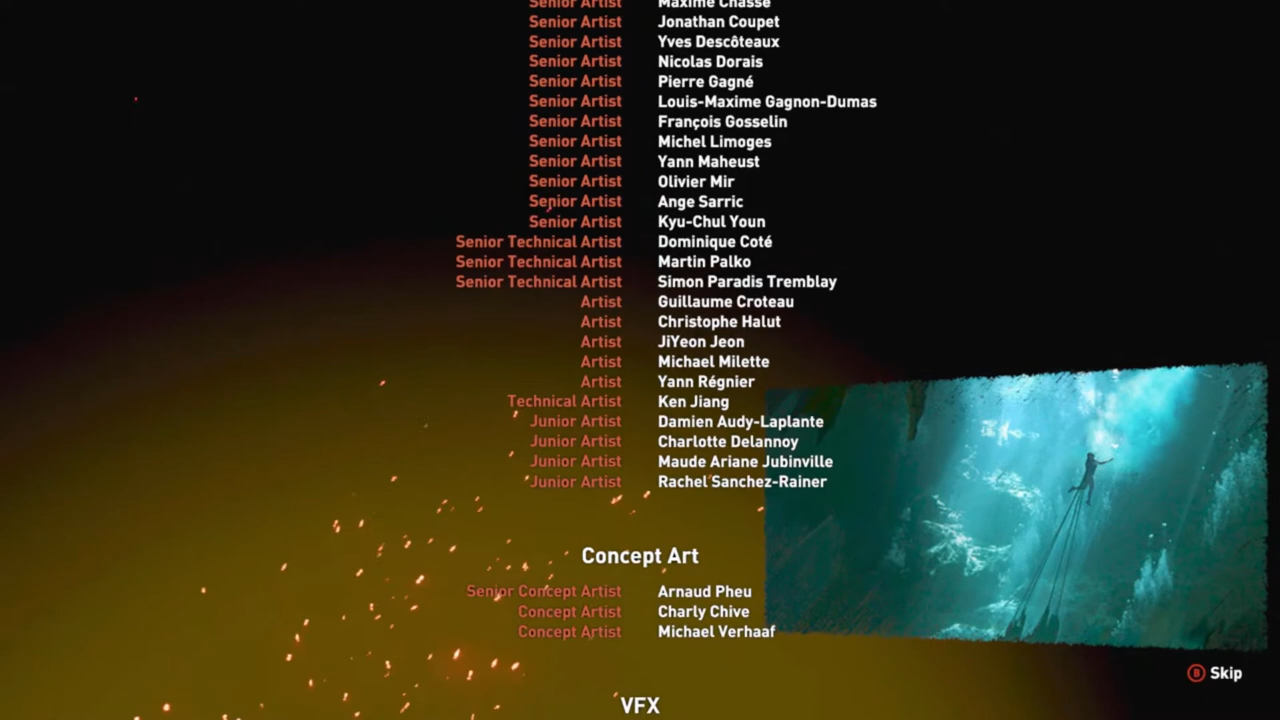 Senior Artist Maxime Chasse
Senior Artist Jonathan Coupet
Senior Artist Yves Descôteaux
Senior Artist Nicolas Dorais
Senior Artist Pierre Gagné
Senior Artist Louis-Maxime Gagnon-Dumas
Senior Artist François Gosselin
Senior Artist Michel Limoges
Senior Artist Yann Maheust
Senior Artist Olivier Mir
Senior Artist Ange Sarric
Senior Artist Kyu-Chul Youn
Senior Technical Artist Dominique Coté
Senior Technical Artist Martin Palko
Senior Technical Artist Simon Paradis Tremblay
Artist Guillaume Croteau
Artist Christophe Halut
Artist JiYeon Jeon
Artist Michael Milette
Artist Yann Régnier
Technical Artist Ken Jiang
Junior Artist Damien Audy-Laplante
Junior Artist Charlotte Delannoy
Junior Artist Maude Ariane Jubinville
Junior Artist Rachel Sanchez-Rainer
Concept Art
Senior Concept Artist Arnaud Pheu
Concept Artist Charly Chive
Concept Artist Michael Verhaaf
B Skip
VFX